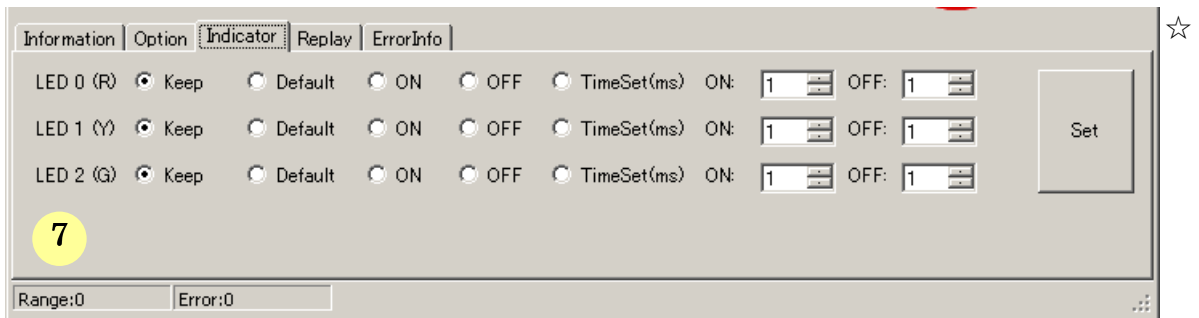 ☆
Information Option Indicator Replay ErrorInfo
LED 0 (R) Keep Default ON OFF TimeSet(ms) ON: 1 OFF: 1
LED 1 (Y) Keep Default ON OFF TimeSet(ms) ON: 1 OFF: 1 Set
LED 2 (G) Keep Default ON OFF TimeSet(ms) ON: 1 OFF: 1
7
Range:0 Error:0